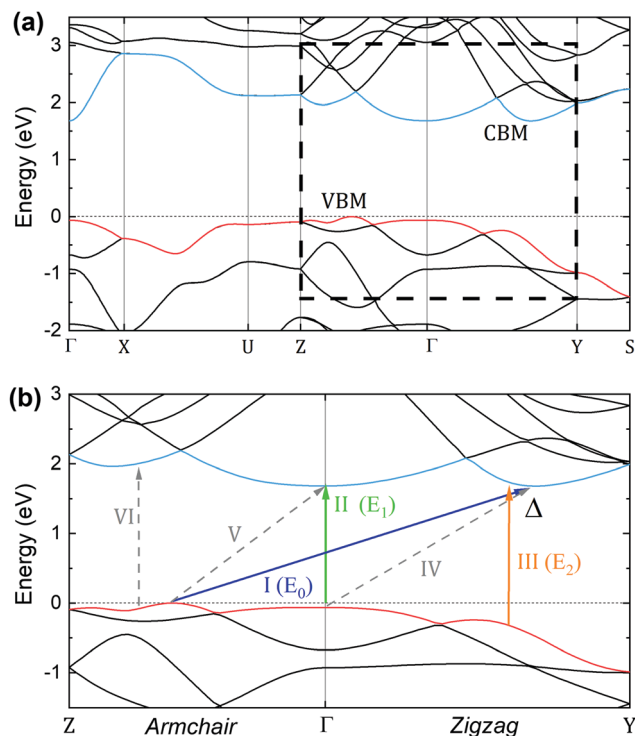 (a)
3
2
1
0
-1
-2
Energy (eV)
VBM
CBM
Γ X U Z Γ Y S
(b)
3
2
1
0
-1
Energy (eV)
VI
V
II (E₁)
Δ
I (E₀)
IV
III (E₂)
Z Armchair Γ Zigzag Y